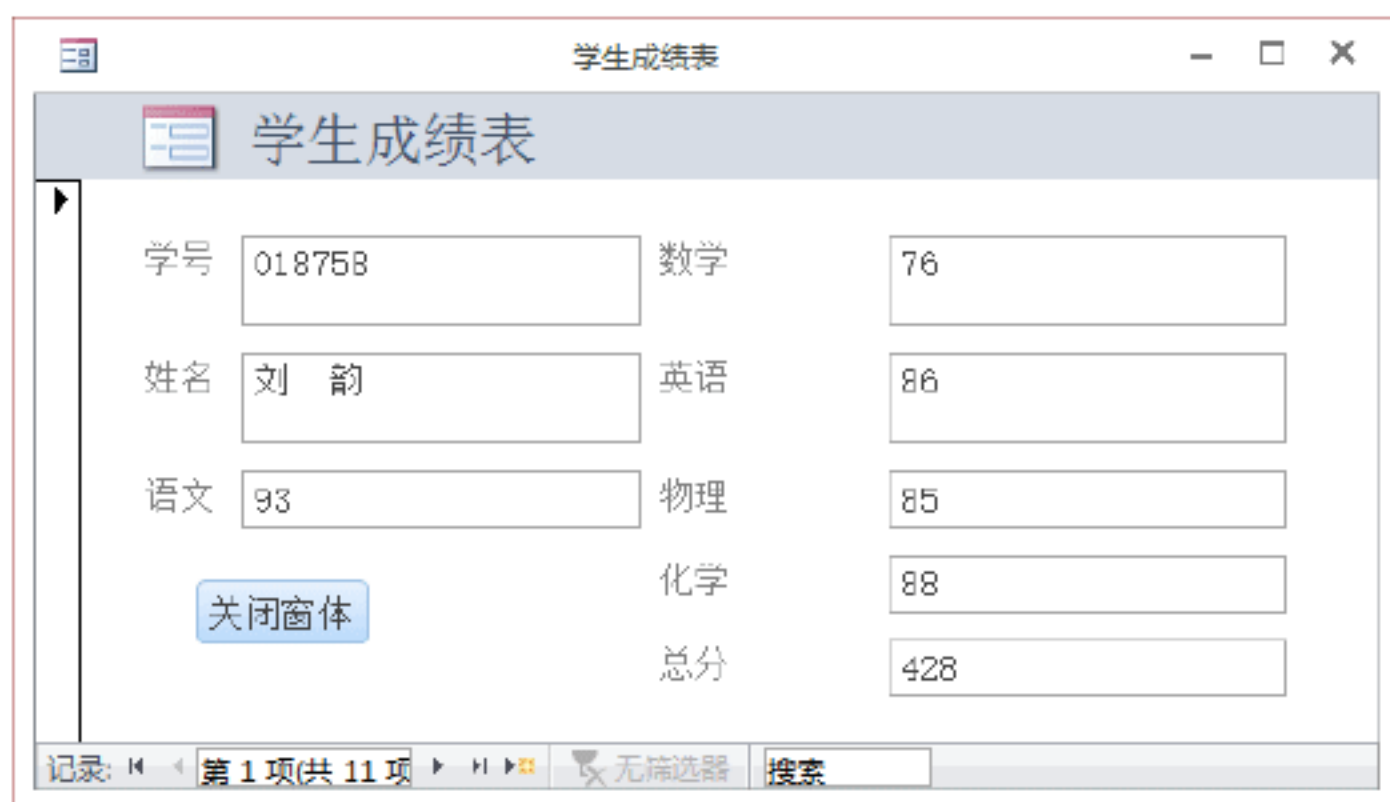 学生成绩表
学生成绩表
学号 018758 数学 76
姓名 刘 韵 英语 86
语文 93 物理 85
化学 88
关闭窗体
总分 428
记录: 第 1 项(共 11 项 无筛选器 搜索